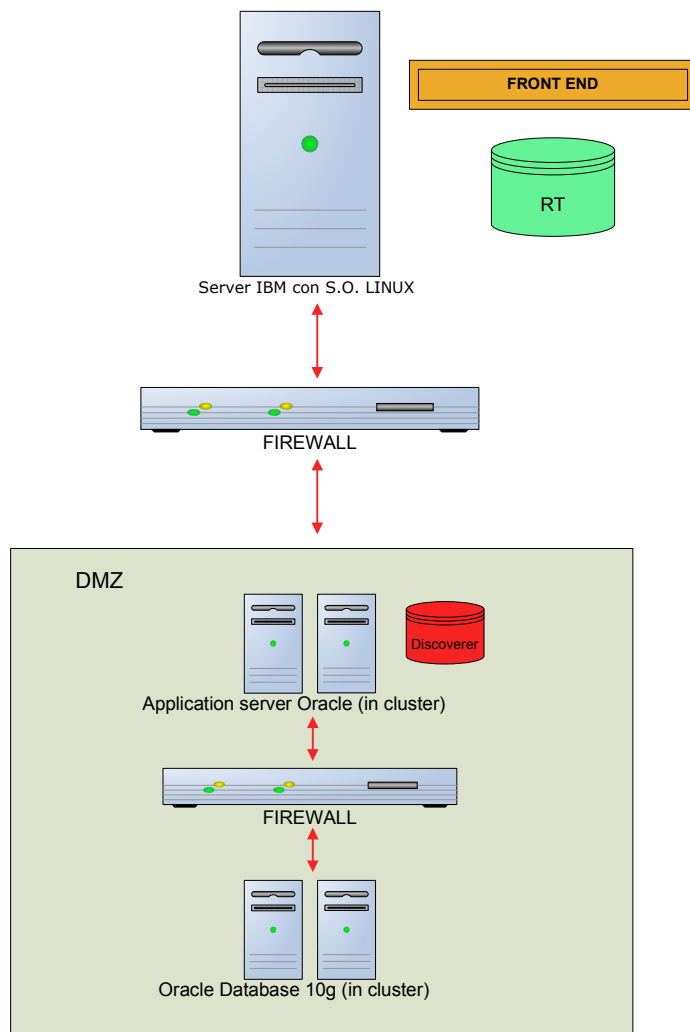 FRONT END
RT
Server IBM con S.O. LINUX
FIREWALL
DMZ
Discoverer
Application server Oracle (in cluster)
FIREWALL
Oracle Database 10g (in cluster)